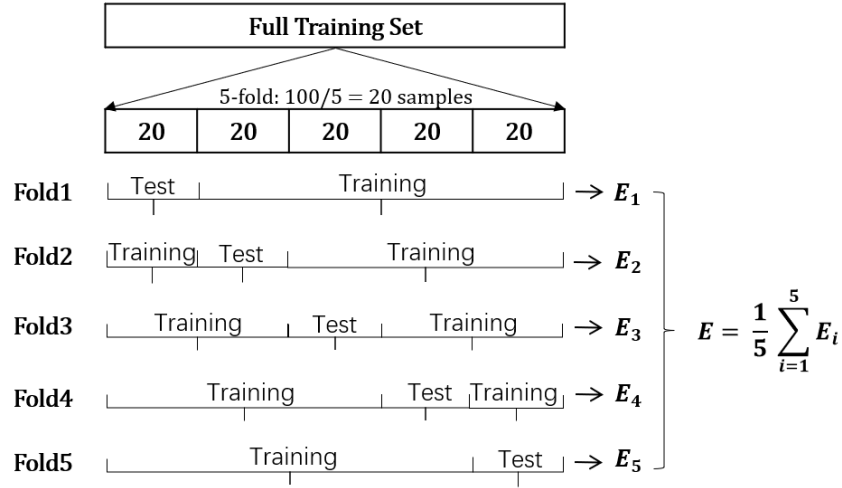 Full Training Set
5-fold: 100/5 = 20 samples
20 20 20 20 20
Fold1 Test Training → E₁
Fold2 Training Test Training → E₂
Fold3 Training Test Training → E₃
E = 1/5 ∑_{i=1}^{5} E_i
Fold4 Training Test Training → E₄
Fold5 Training Test → E₅